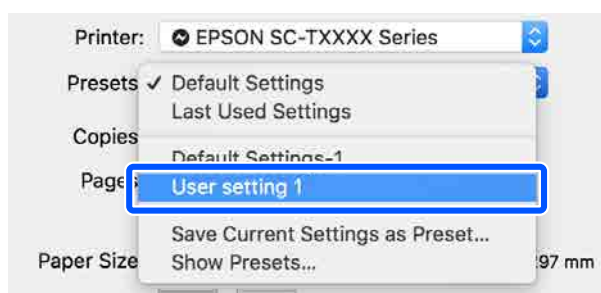 Printer: EPSON SC-TXXXX Series
Presets ✓ Default Settings
Last Used Settings
Copies
Default Settings-1
Pages
User setting 1
Save Current Settings as Preset...
Paper Size Show Presets... 97 mm